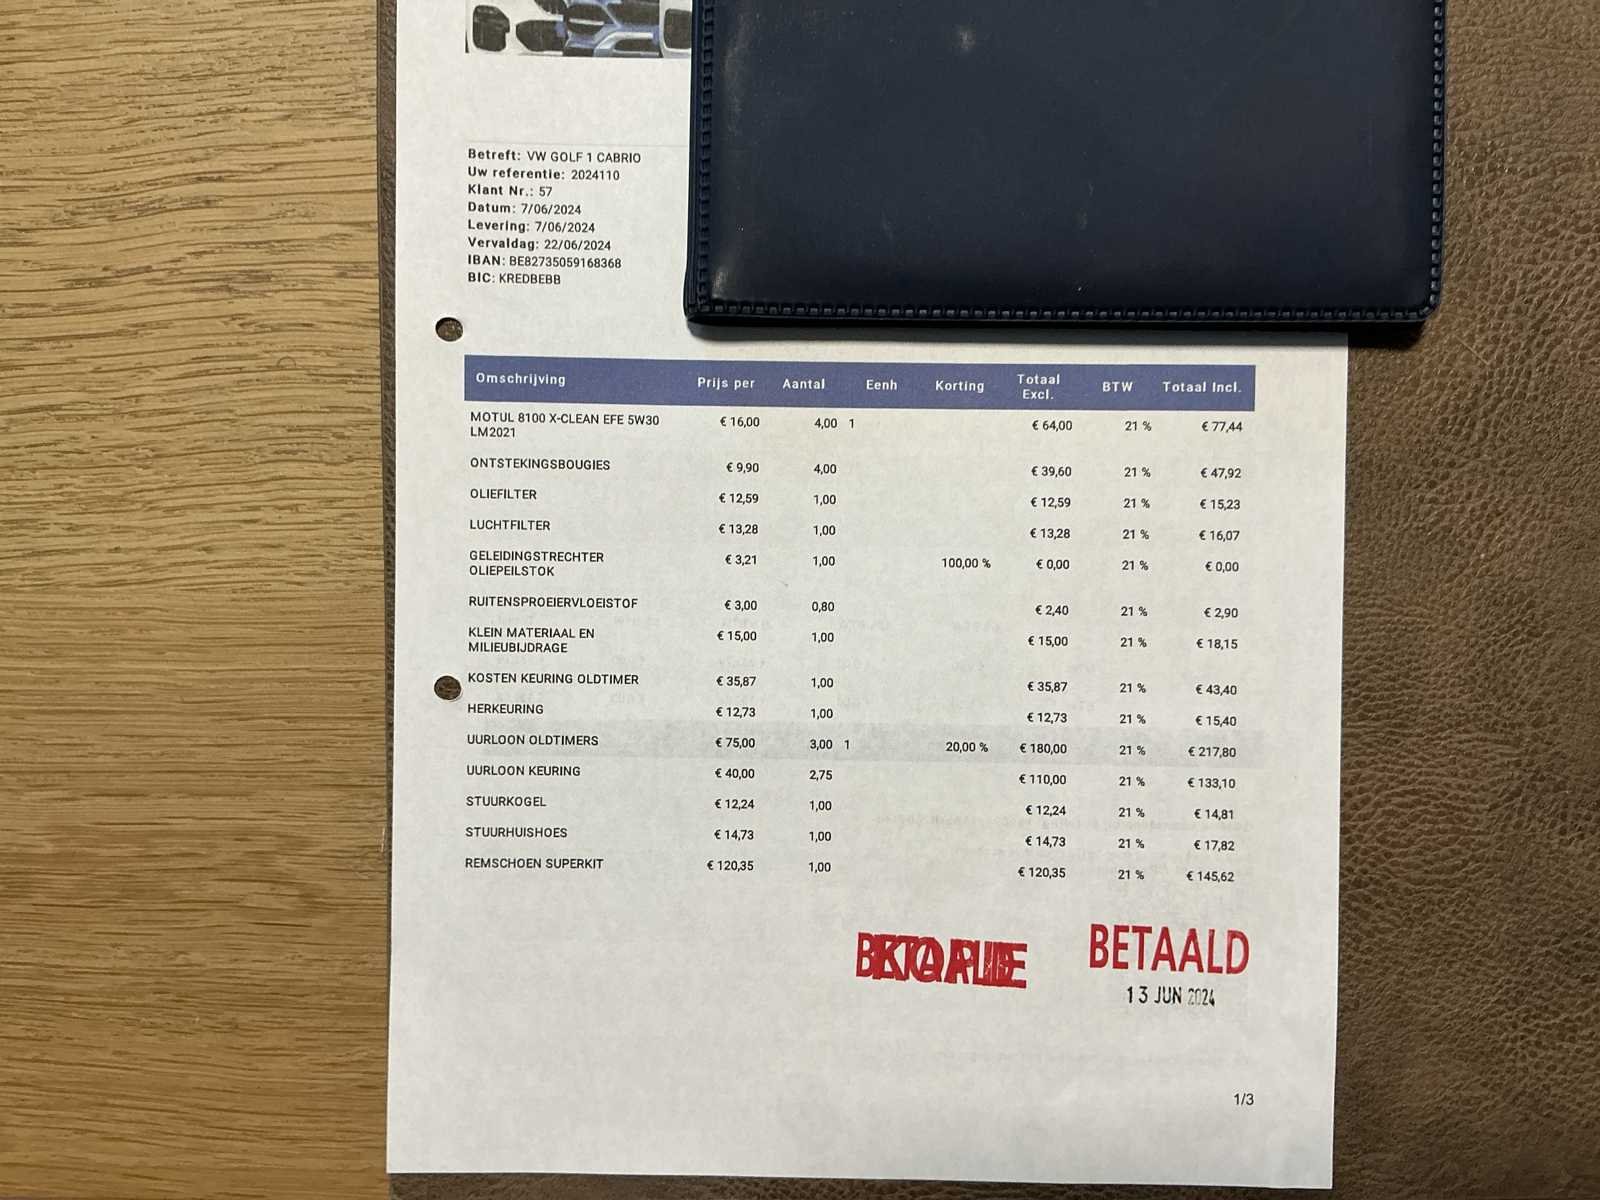 Betreft: VW GOLF 1 CABRIO
Uw referentie: 2024110
Klant Nr.: 57
Datum: 7/06/2024
Levering: 7/06/2024
Vervaldag: 22/06/2024
IBAN: BE82735059168368
BIC: KREDBEBB
Omschrijving Prijs per Aantal Eenh Korting Totaal Excl. BTW Totaal Incl.
MOTUL 8100 X-CLEAN EFE 5W30 € 16,00 4,00 1 € 64,00 21 % € 77,44
LM2021
ONTSTEKINGSBOUGIES € 9,90 4,00 € 39,60 21 % € 47,92
OLIEFILTER € 12,59 1,00 € 12,59 21 % € 15,23
LUCHTFILTER € 13,28 1,00 € 13,28 21 % € 16,07
GELEIDINGSTRECHTER € 3,21 1,00 100,00 % € 0,00 21 % € 0,00
OLIEPEILSTOK
RUITENSPROEIERVLOEISTOF € 3,00 0,80 € 2,40 21 % € 2,90
KLEIN MATERIAAL EN € 15,00 1,00 € 15,00 21 % € 18,15
MILIEUBIJDRAGE
KOSTEN KEURING OLDTIMER € 35,87 1,00 € 35,87 21 % € 43,40
HERKEURING € 12,73 1,00 € 12,73 21 % € 15,40
UURLOON OLDTIMERS € 75,00 3,00 1 20,00 % € 180,00 21 % € 217,80
UURLOON KEURING € 40,00 2,75 € 110,00 21 % € 133,10
STUURKOGEL € 12,24 1,00 € 12,24 21 % € 14,81
STUURHUISHOES € 14,73 1,00 € 14,73 21 % € 17,82
REMSCHOEN SUPERKIT € 120,35 1,00 € 120,35 21 % € 145,62
BETAALD
13 JUN 2024
1/3